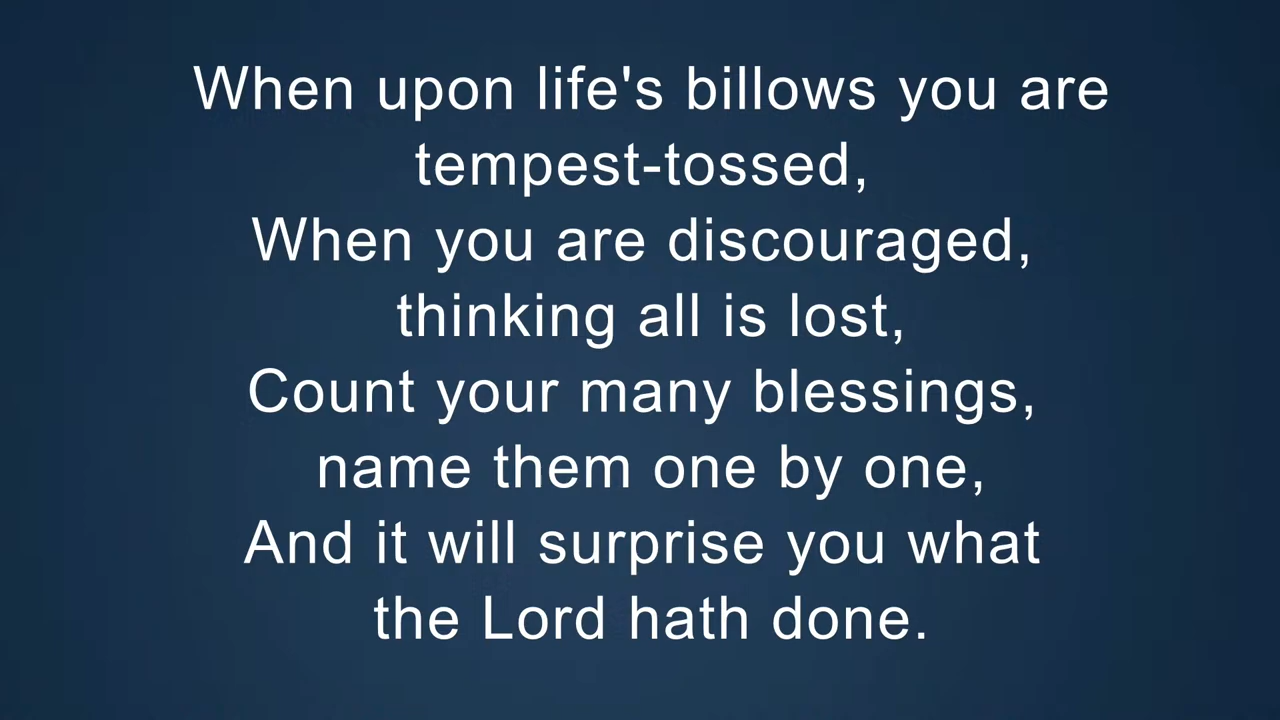 When upon life's billows you are
tempest-tossed,
When you are discouraged,
thinking all is lost,
Count your many blessings,
name them one by one,
And it will surprise you what
the Lord hath done.